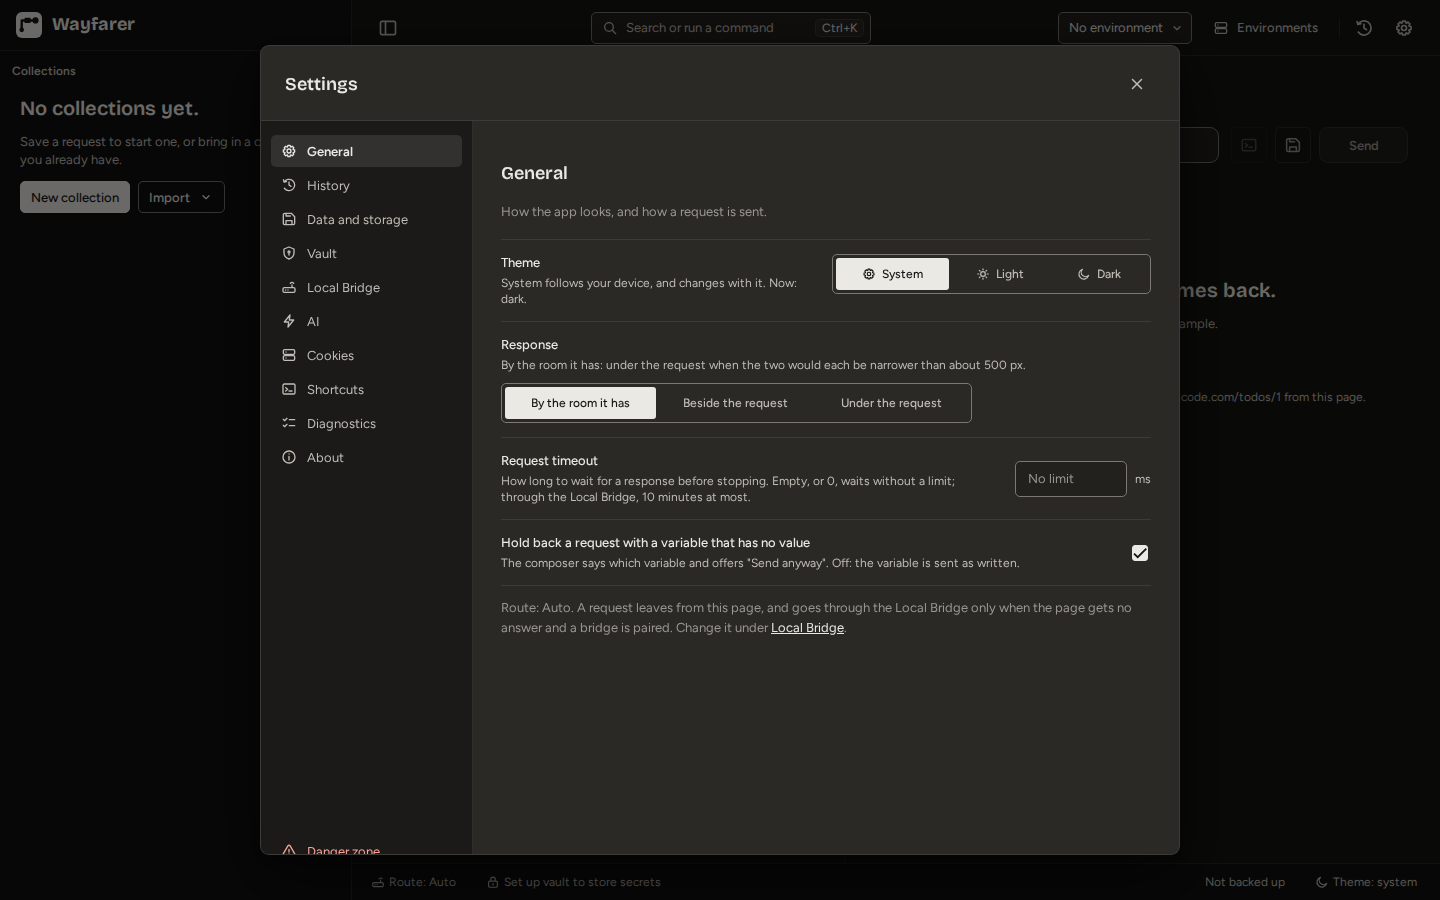 Wayfarer
Search or run a command
Ctrl+K
No environment
Environments
Collections
No collections yet.
Save a request to start one, or bring in a c
you already have.
New collection
Import
Send
mes back.
ample.
code.com/todos/1 from this page.
Settings
General
History
Data and storage
Vault
Local Bridge
AI
Cookies
Shortcuts
Diagnostics
About
Danger zone
General
How the app looks, and how a request is sent.
Theme
System follows your device, and changes with it. Now:
dark.
System
Light
Dark
Response
By the room it has: under the request when the two would each be narrower than about 500 px.
By the room it has
Beside the request
Under the request
Request timeout
How long to wait for a response before stopping. Empty, or 0, waits without a limit;
through the Local Bridge, 10 minutes at most.
No limit
ms
Hold back a request with a variable that has no value
The composer says which variable and offers "Send anyway". Off: the variable is sent as written.
Route: Auto. A request leaves from this page, and goes through the Local Bridge only when the page gets no
answer and a bridge is paired. Change it under Local Bridge.
Route: Auto
Set up vault to store secrets
Not backed up
Theme: system